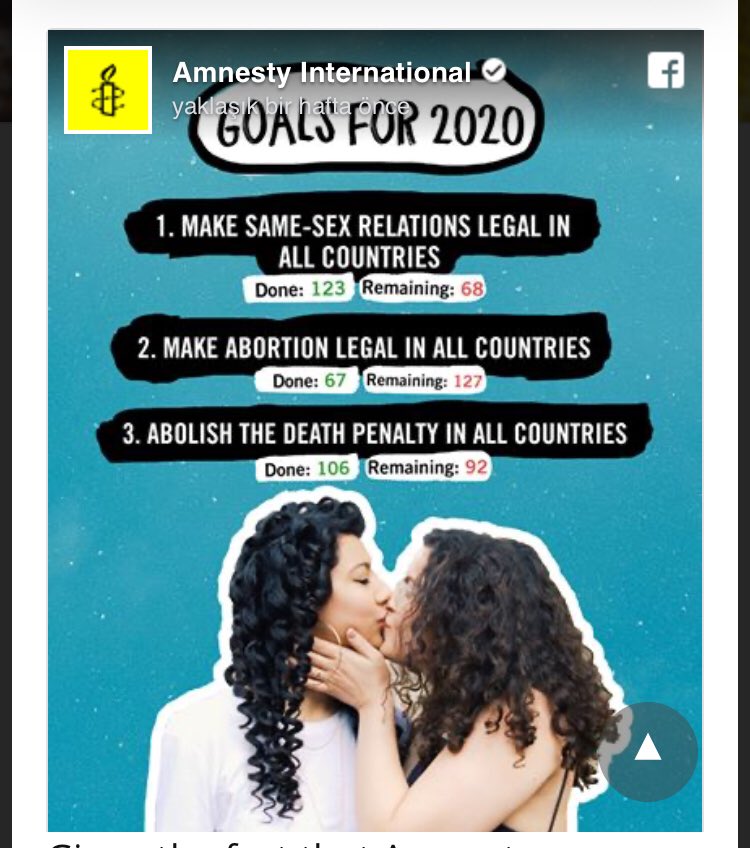 Amnesty International
yaklaşık bir hafta önce
GOALS FOR 2020
1. MAKE SAME-SEX RELATIONS LEGAL IN
ALL COUNTRIES
Done: 123 Remaining: 68
2. MAKE ABORTION LEGAL IN ALL COUNTRIES
Done: 67 Remaining: 127
3. ABOLISH THE DEATH PENALTY IN ALL COUNTRIES
Done: 106 Remaining: 92